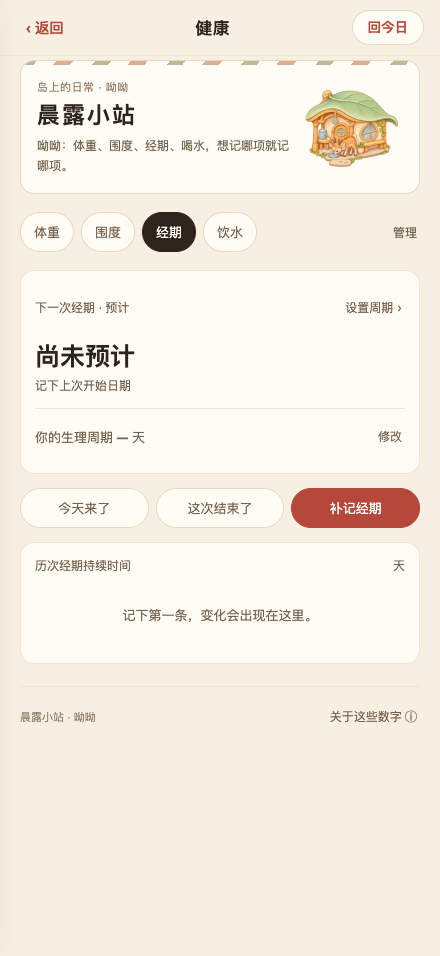 ‹ 返回
健康
回今日
岛上的日常 · 呦呦
晨露小站
呦呦：体重、围度、经期、喝水，想记哪项就记
哪项。
体重
围度
经期
饮水
管理
下一次经期 · 预计
设置周期 ›
尚未预计
记下上次开始日期
你的生理周期 — 天
修改
今天来了
这次结束了
补记经期
历次经期持续时间
天
记下第一条，变化会出现在这里。
晨露小站 · 呦呦
关于这些数字 ⓘ